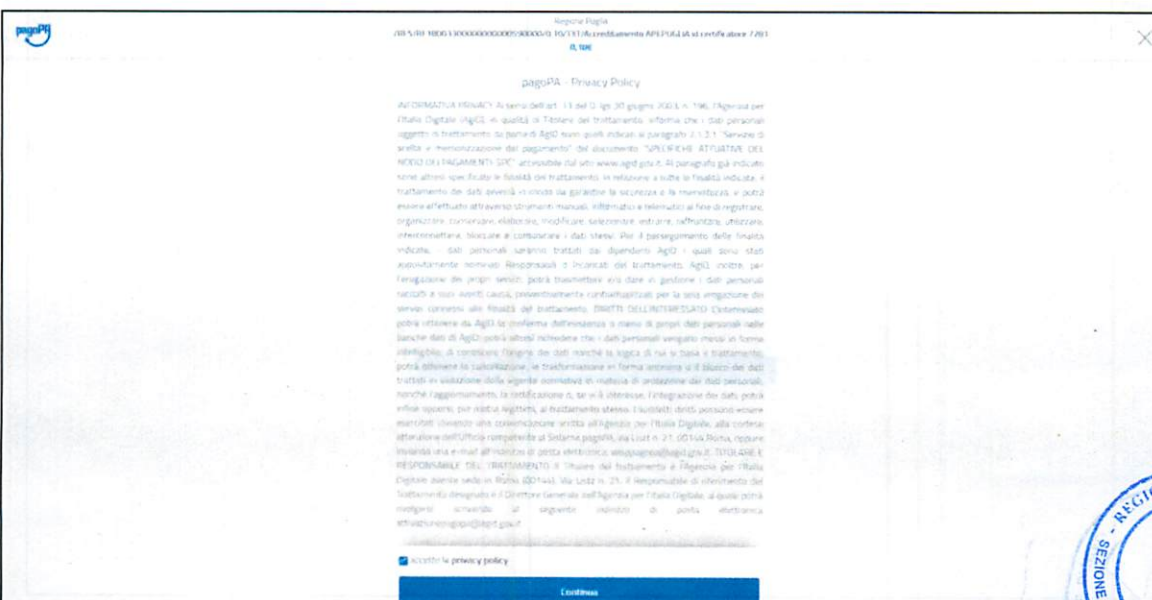 pagoPA
Regione Puglia
Accreditamento APEPUGLIA id certificatore 7281
pagoPA - Privacy Policy
INFORMATIVA PRIVACY Ai sensi dell'art. 13 del D. lgs 30 giugno 2003, n. 196, l'Agenzia per
l'Italia Digitale (AgID), in qualità di Titolare del trattamento, informa che i dati personali
oggetto di trattamento da parte di AgID sono quelli indicati al paragrafo 2.1.3.1 "Servizio di
scelta e memorizzazione del pagamento" del documento "SPECIFICHE ATTUATIVE DEL
NODO DEI PAGAMENTI-SPC" accessibile dal sito www.agid.gov.it. Al paragrafo già indicato
sono altresì specificate le finalità del trattamento. In relazione a tutte le finalità indicate, il
trattamento dei dati avverrà in modo da garantire la sicurezza e la riservatezza, e potrà
essere effettuato attraverso strumenti manuali, informatici e telematici al fine di registrare,
organizzare, conservare, elaborare, modificare, selezionare, estrarre, raffrontare, utilizzare,
interconnettere, bloccare e comunicare i dati stessi. Per il perseguimento delle finalità
indicate, i dati personali saranno trattati dai dipendenti AgID i quali sono stati
appositamente nominati Responsabili o Incaricati del trattamento. AgID, inoltre, per
l'erogazione dei propri servizi, potrà trasmettere e/o dare in gestione i dati personali
raccolti a suoi aventi causa, preventivamente contrattualizzati per la sola erogazione dei
servizi connessi alle finalità del trattamento. DIRITTI DELL'INTERESSATO L'interessato
potrà ottenere da AgID la conferma dell'esistenza o meno di propri dati personali nelle
banche dati di AgID; potrà altresì richiedere che i dati personali vengano messi in forma
intelligibile, di conoscere l'origine dei dati nonché la logica di cui si basa il trattamento;
potrà ottenere la cancellazione, la trasformazione in forma anonima o il blocco dei dati
trattati in violazione della vigente normativa in materia di protezione dei dati personali,
nonché l'aggiornamento, la rettificazione o, se vi è interesse, l'integrazione dei dati; potrà
infine opporsi, per motivi legittimi, al trattamento stesso. I suddetti diritti possono essere
esercitati inviando una comunicazione scritta all'Agenzia per l'Italia Digitale, alla cortese
attenzione dell'Ufficio competente al Sistema pagoPA, via Liszt n. 21, 00144 Roma, oppure
inviando una e-mail all'indirizzo di posta elettronica: TITOLARE E
RESPONSABILE DEL TRATTAMENTO Il Titolare del trattamento è l'Agenzia per l'Italia
Digitale avente sede in Roma (00144), Via Listz n. 21. Il Responsabile di riferimento del
Trattamento designato è il Direttore Generale dell'Agenzia per l'Italia Digitale, al quale potrà
rivolgersi scrivendo al seguente indirizzo di posta elettronica
accetto la privacy policy
Continua
SEZIONE - REGIO